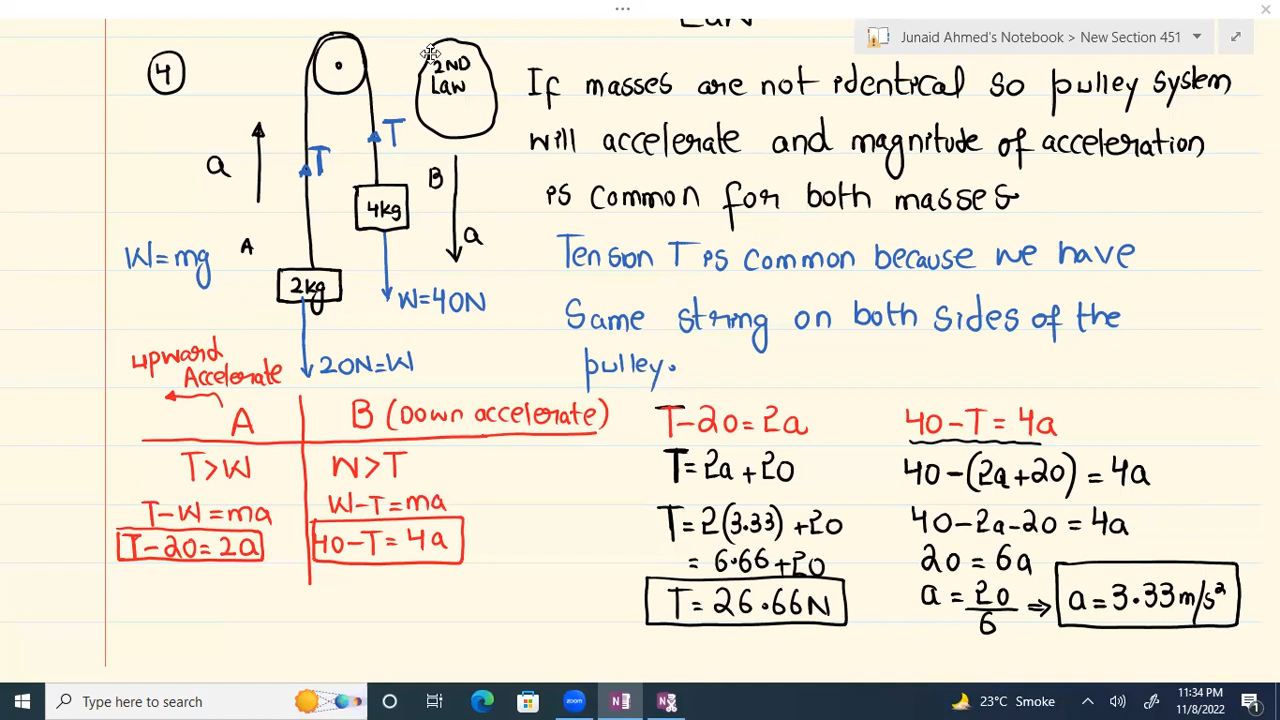 LAW
Junaid Ahmed's Notebook > New Section 451
4
2ND
LAW
If masses are not identical so pulley system
will accelerate and magnitude of acceleration
is common for both masses
T
T
a
B
4kg
a
W=mg
A
2kg
W=40N
20N=W
Tension T is common because we have
Same string on both sides of the
pulley.
upward
Accelerate
A
B (Down accelerate)
T>W
W>T
T-W=ma
W-T=ma
T-20=2a
40-T=4a
T-20=2a
T=2a+20
T=2(3.33)+20
=6.66+20
T=26.66N
40-T=4a
40-(2a+20)=4a
40-2a-20=4a
20=6a
a=20/6 ⇒ a=3.33m/s²
Type here to search
zoom
23°C Smoke
11:34 PM
11/8/2022
1